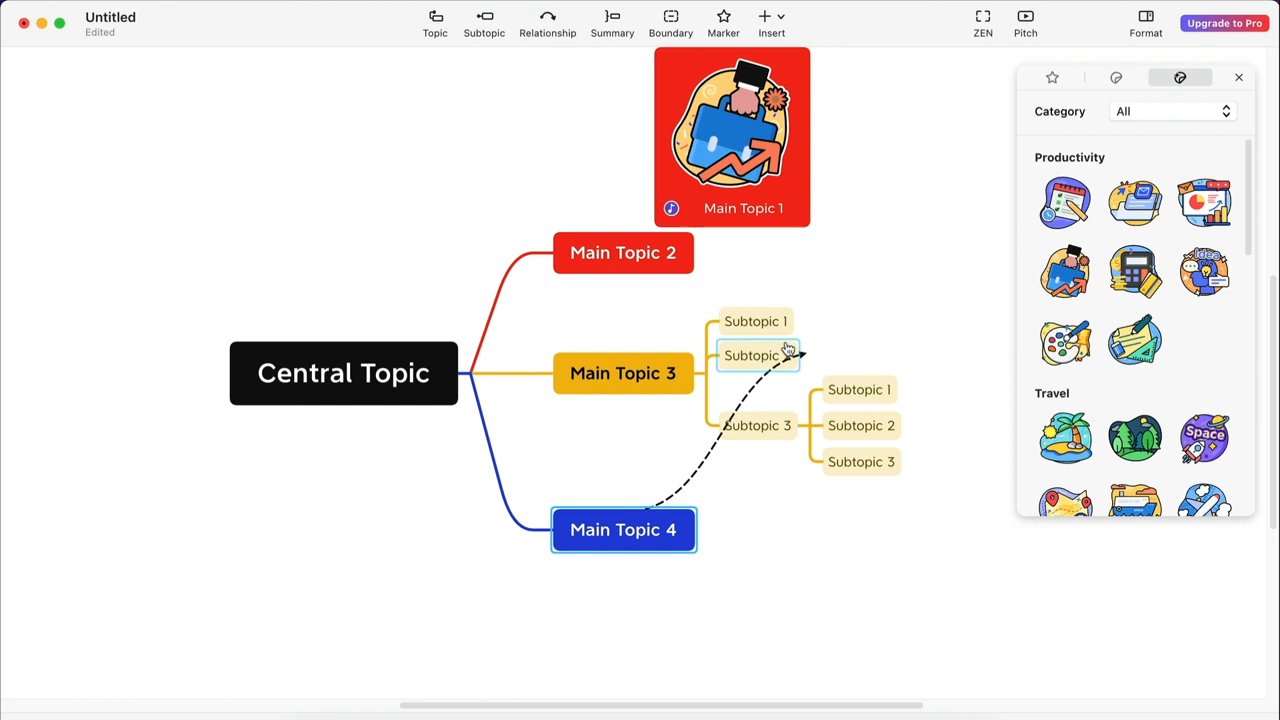 Untitled
Edited
Topic
Subtopic
Relationship
Summary
Boundary
Marker
Insert
ZEN
Pitch
Format
Upgrade to Pro
Category
All
Productivity
Idea
Travel
Space
Main Topic 1
Main Topic 2
Central Topic
Main Topic 3
Subtopic 1
Subtopic
Subtopic 3
Subtopic 1
Subtopic 2
Subtopic 3
Main Topic 4